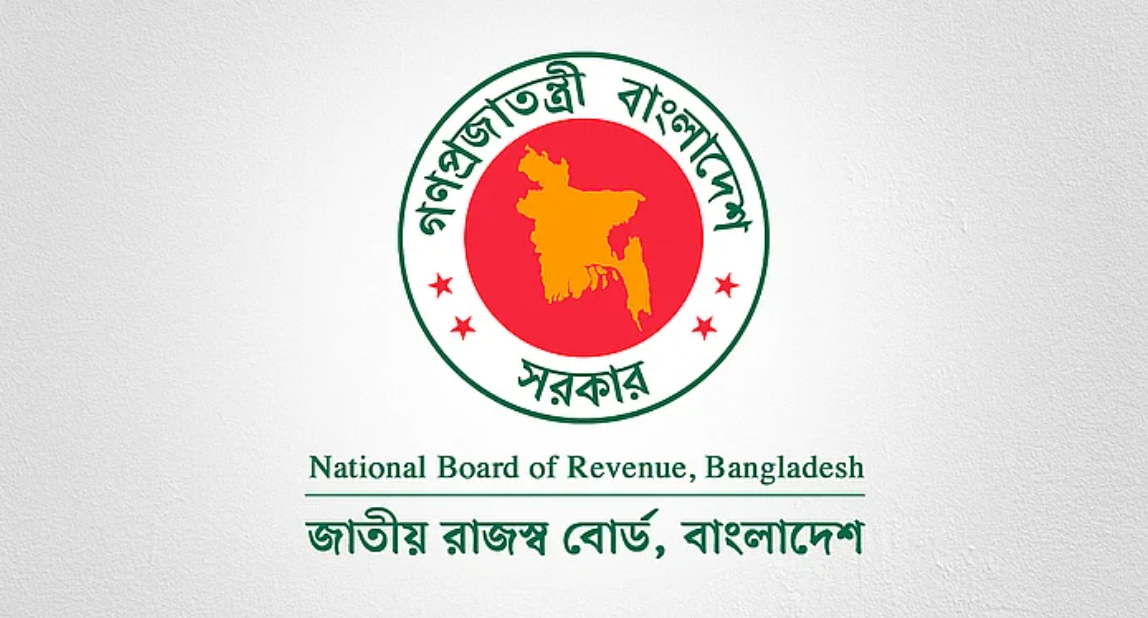 গণপ্রজাতন্ত্রী বাংলাদেশ
সরকার
National Board of Revenue, Bangladesh
জাতীয় রাজস্ব বোর্ড, বাংলাদেশ